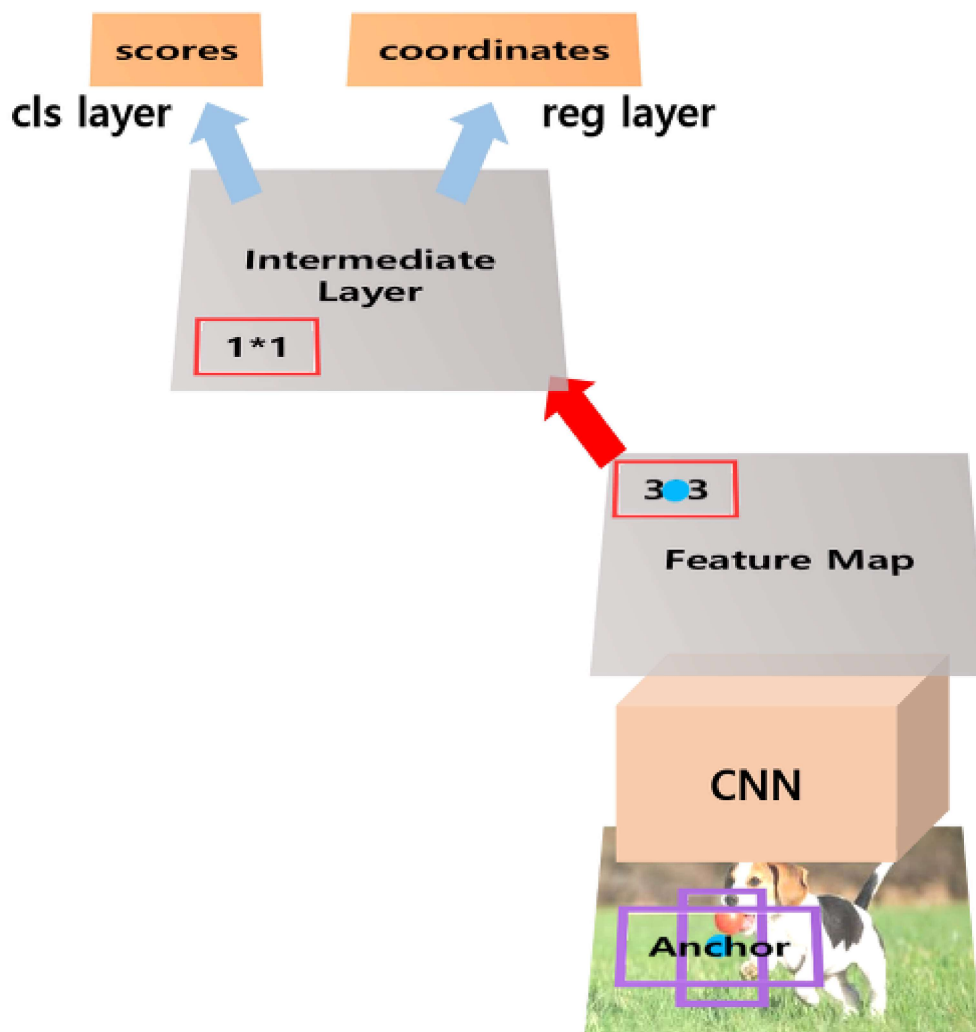 scores
coordinates
cls layer
reg layer
Intermediate
Layer
1*1
3 3
Feature Map
CNN
Anchor